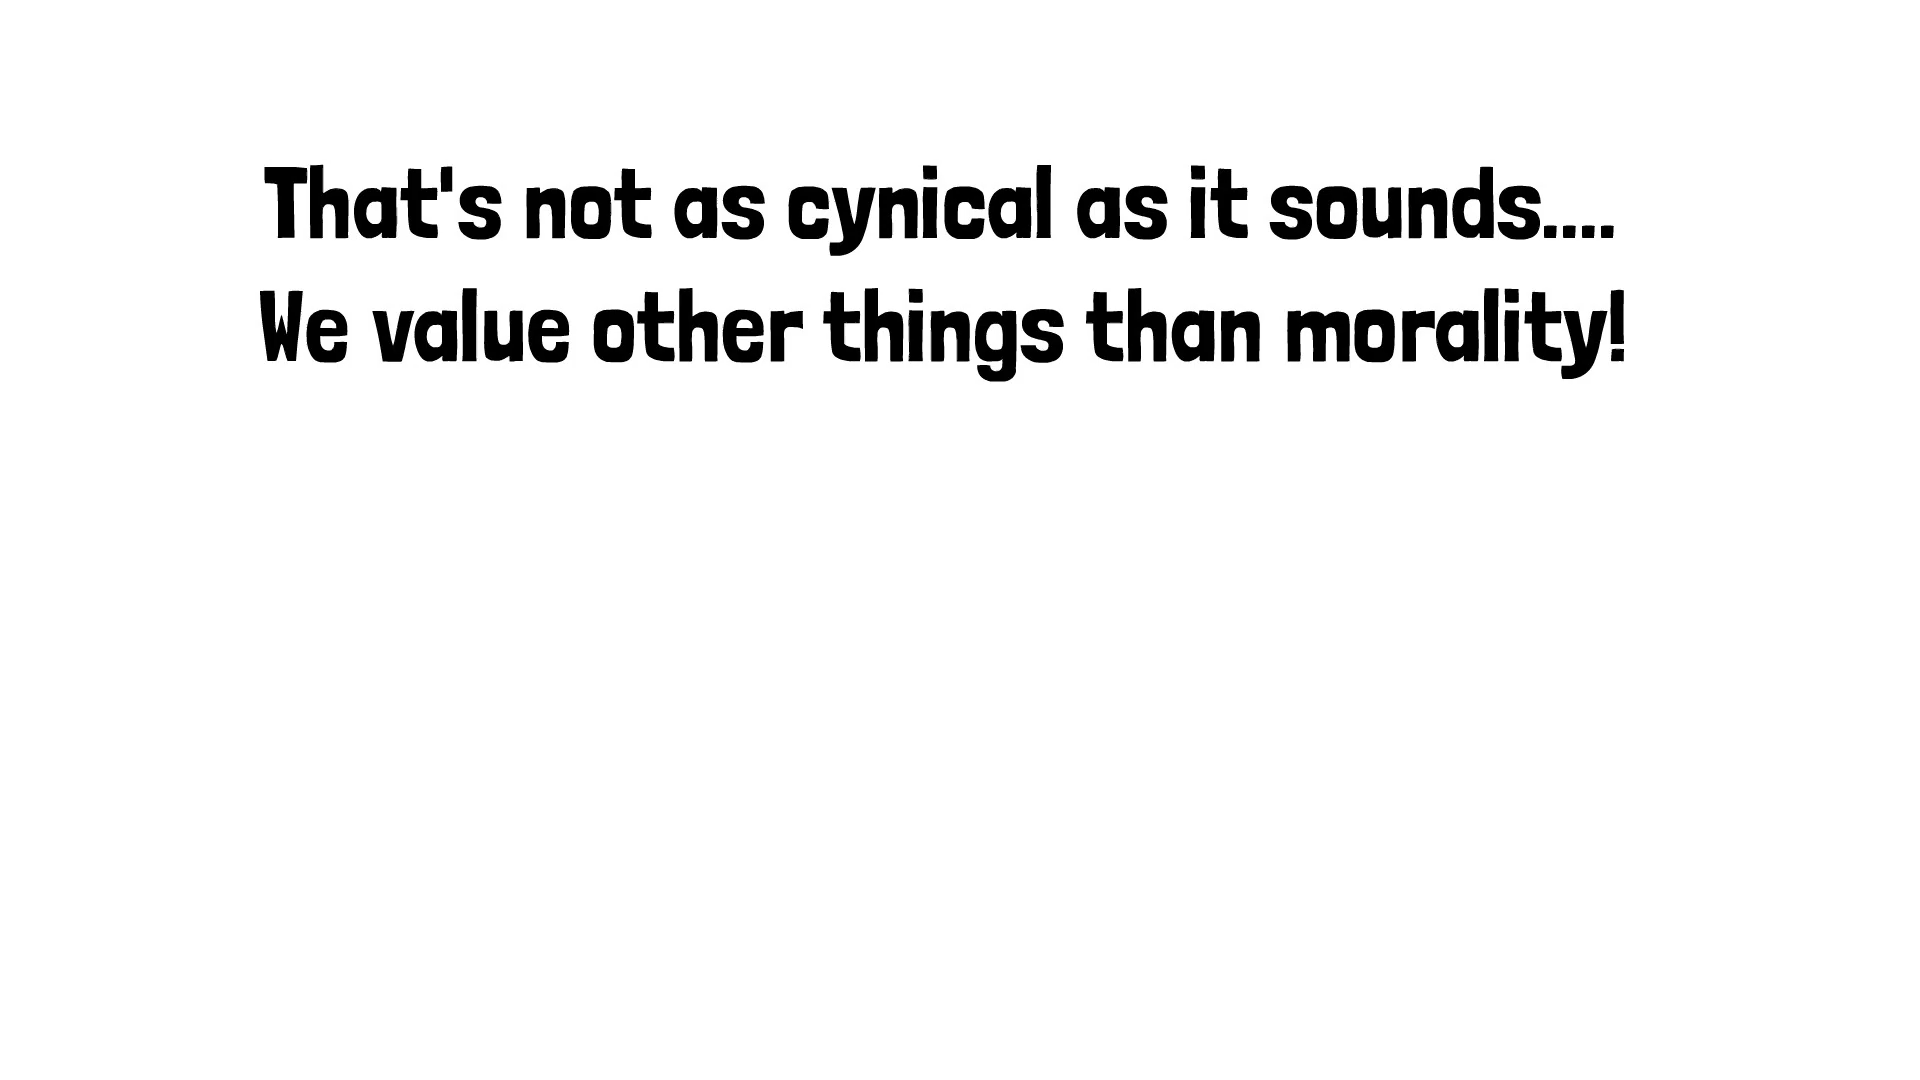 That's not as cynical as it sounds....
We value other things than morality!